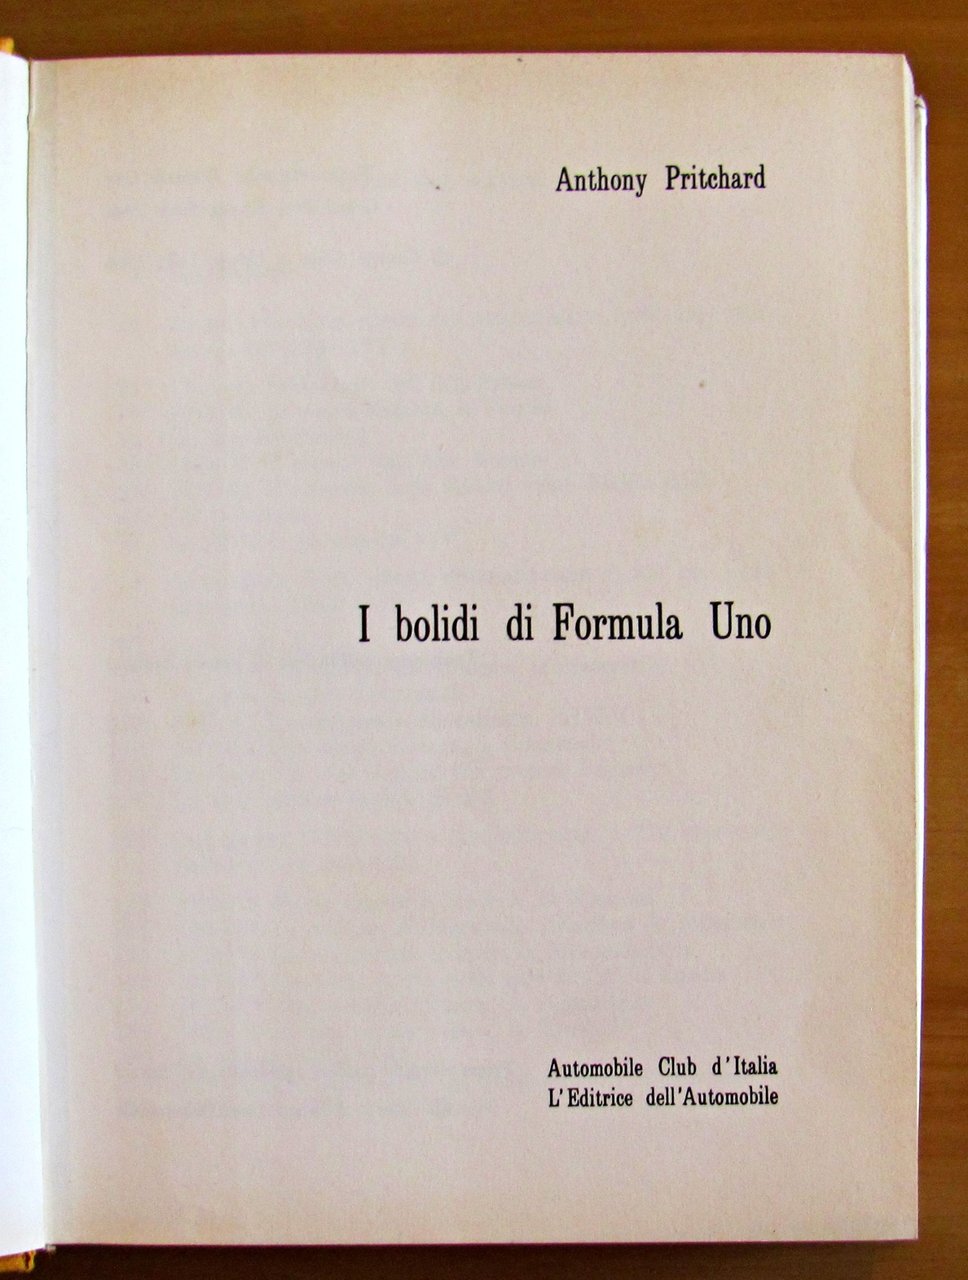 Anthony Pritchard
I bolidi di Formula Uno
Automobile Club d'Italia
L'Editrice dell'Automobile